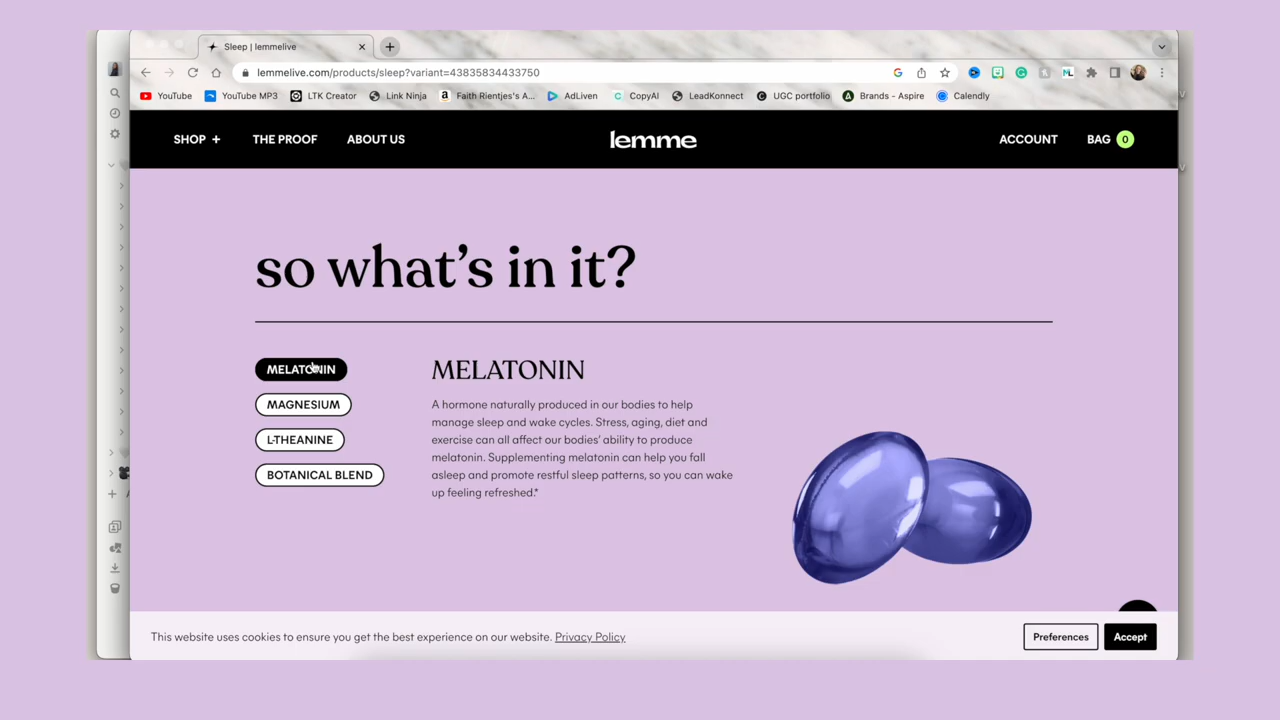 Sleep | lemmelive
lemmelive.com/products/sleep?variant=43835834433750
YouTube YouTube MP3 LTK Creator Link Ninja Faith Rientjes's A... AdLiven CopyAI LeadKonnect UGC portfolio Brands - Aspire Calendly
SHOP + THE PROOF ABOUT US lemme ACCOUNT BAG 0
so what's in it?
MELATONIN
MAGNESIUM
L-THEANINE
BOTANICAL BLEND
MELATONIN
A hormone naturally produced in our bodies to help
manage sleep and wake cycles. Stress, aging, diet and
exercise can all affect our bodies' ability to produce
melatonin. Supplementing melatonin can help you fall
asleep and promote restful sleep patterns, so you can wake
up feeling refreshed.*
This website uses cookies to ensure you get the best experience on our website. Privacy Policy
Preferences Accept